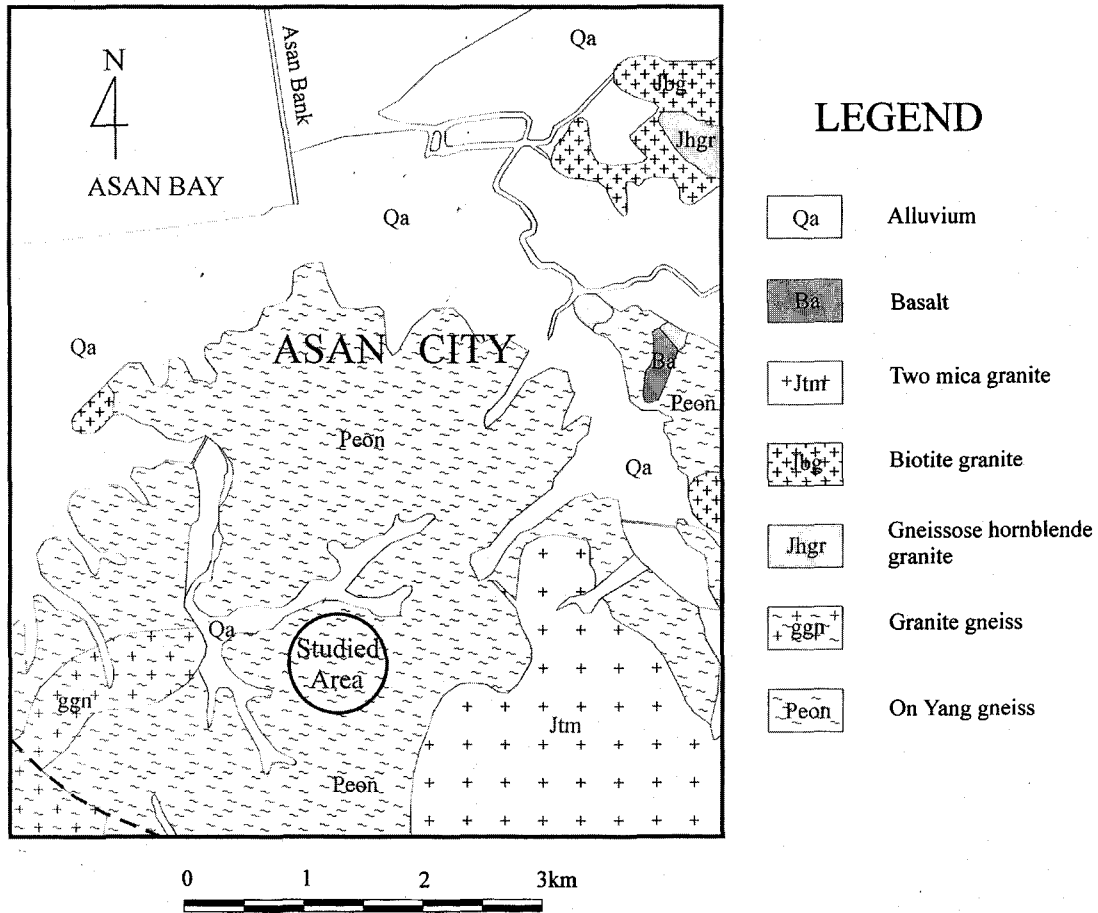 N
ASAN BAY
Asan Bank
Qa
Jbg
Jhgr
Qa
Qa
ASAN CITY
Ba
Peon
Peon
Qa
Qa
Studied
Area
ggn
Jtm
Peon
0 1 2 3km
LEGEND
Qa Alluvium
Ba Basalt
Jtm Two mica granite
Jbg Biotite granite
Jhgr Gneissose hornblende
granite
ggn Granite gneiss
Peon On Yang gneiss